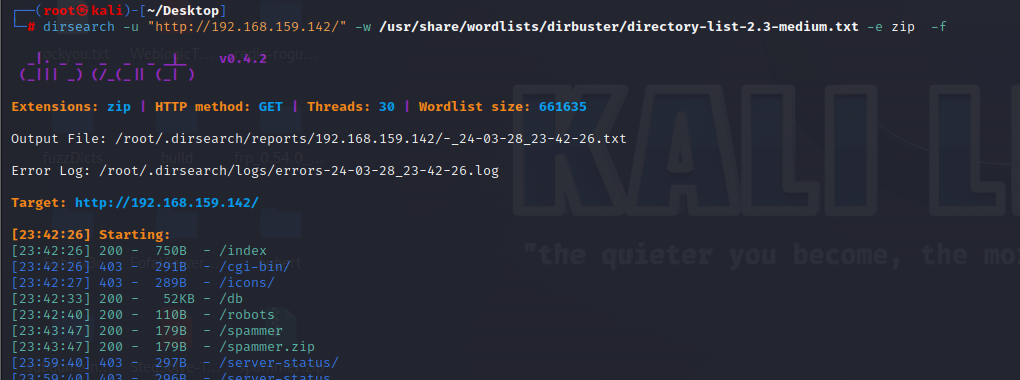 (root㉿kali)-[~/Desktop]
# dirsearch -u "http://192.168.159.142/" -w /usr/share/wordlists/dirbuster/directory-list-2.3-medium.txt -e zip -f
v0.4.2
Extensions: zip | HTTP method: GET | Threads: 30 | Wordlist size: 661635
Output File: /root/.dirsearch/reports/192.168.159.142/-_24-03-28_23-42-26.txt
Error Log: /root/.dirsearch/logs/errors-24-03-28_23-42-26.log
Target: http://192.168.159.142/
[23:42:26] Starting:
[23:42:26] 200 - 750B - /index
[23:42:26] 403 - 291B - /cgi-bin/
[23:42:27] 403 - 289B - /icons/
[23:42:33] 200 - 52KB - /db
[23:42:40] 200 - 110B - /robots
[23:43:47] 200 - 179B - /spammer
[23:43:47] 200 - 179B - /spammer.zip
[23:59:40] 403 - 297B - /server-status/
[23:59:40] 403 - 296B - /server-status
KALI
"the quieter you become, the